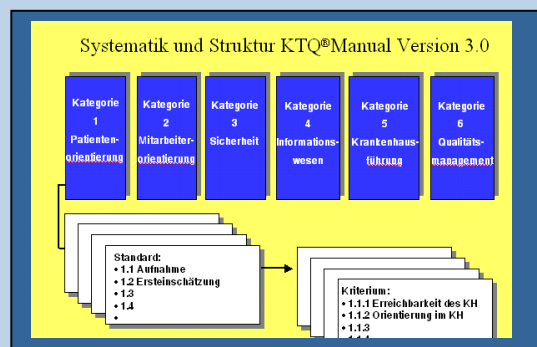 Systematik und Struktur KTQ®Manual Version 3.0
Kategorie
1
Patienten-
orientierung
Kategorie
2
Mitarbeiter-
orientierung
Kategorie
3
Sicherheit
Kategorie
4
Informations-
wesen
Kategorie
5
Krankenhaus-
führung
Kategorie
6
Qualitäts-
management
Standard:
• 1.1 Aufnahme
• 1.2 Ersteinschätzung
• 1.3
• 1.4
•
Kriterium:
• 1.1.1 Erreichbarkeit des KH
• 1.1.2 Orientierung im KH
• 1.1.3